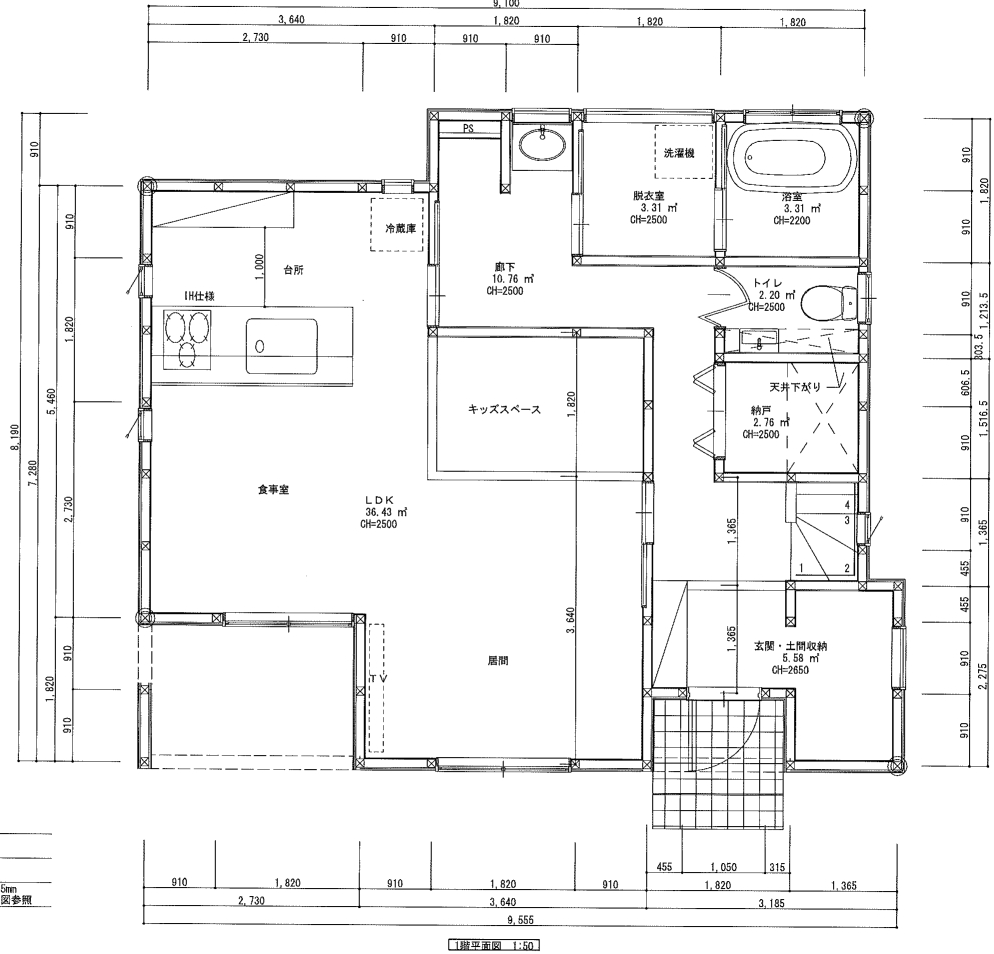 9,100
3,640
1,820
1,820
1,820
2,730
910
910
910
PS
洗濯機
脱衣室
3.31 ㎡
CH=2500
浴室
3.31 ㎡
CH=2200
冷蔵庫
台所
1,000
IH仕様
廊下
10.76 ㎡
CH=2500
トイレ
2.20 ㎡
CH=2500
天井下がり
納戸
2.76 ㎡
CH=2500
キッズスペース
1,820
食事室
LDK
36.43 ㎡
CH=2500
4
3
1
2
1,365
1,365
3,640
居間
TV
玄関・土間収納
5.58 ㎡
CH=2650
910
8,190
7,280
5,460
910
1,820
2,730
1,820
910
910
910
1,820
910
910
1,213.5
303.5
606.5
1,516.5
910
910
1,365
455
455
910
2,275
910
455
1,050
315
910
1,820
910
1,820
910
1,820
1,365
2,730
3,640
3,185
9,555
5mm
図参照
1階平面図 1:50